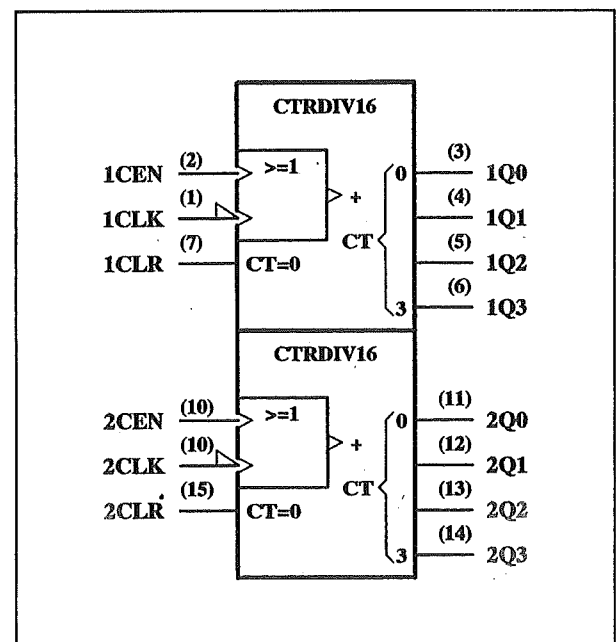 CTRDIV16
1CEN (2) >=1 0 (3) 1Q0
1CLK (1) + (4) 1Q1
CT (5) 1Q2
1CLR (7) CT=0
3 (6) 1Q3
CTRDIV16
2CEN (10) >=1 0 (11) 2Q0
2CLK (10) + (12) 2Q1
CT (13) 2Q2
2CLR (15) CT=0
3 (14) 2Q3